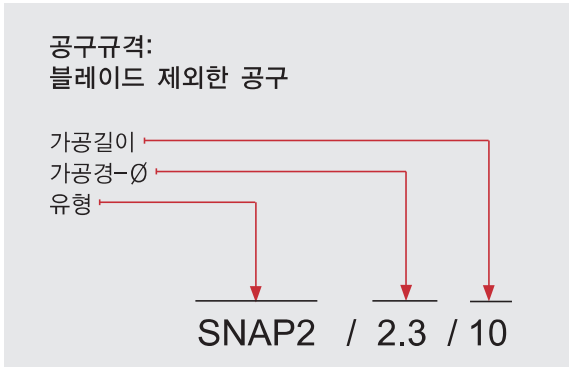 공구규격:
블레이드 제외한 공구
가공길이
가공경-Ø
유형
SNAP2 / 2.3 / 10